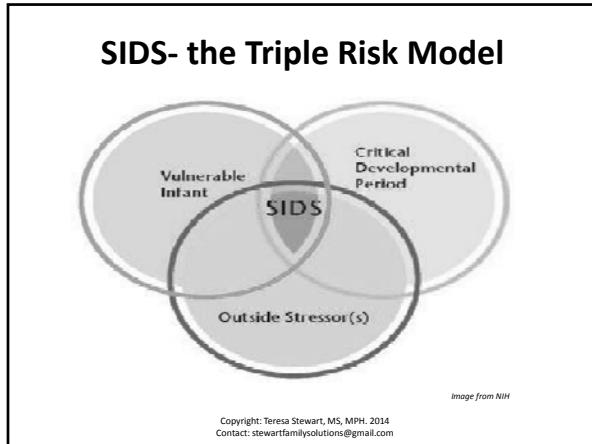 SIDS- the Triple Risk Model
Vulnerable
Infant
Critical
Developmental
Period
SIDS
Outside Stressor(s)
Image from NIH
Copyright: Teresa Stewart, MS, MPH. 2014
Contact: stewartfamilysolutions@gmail.com